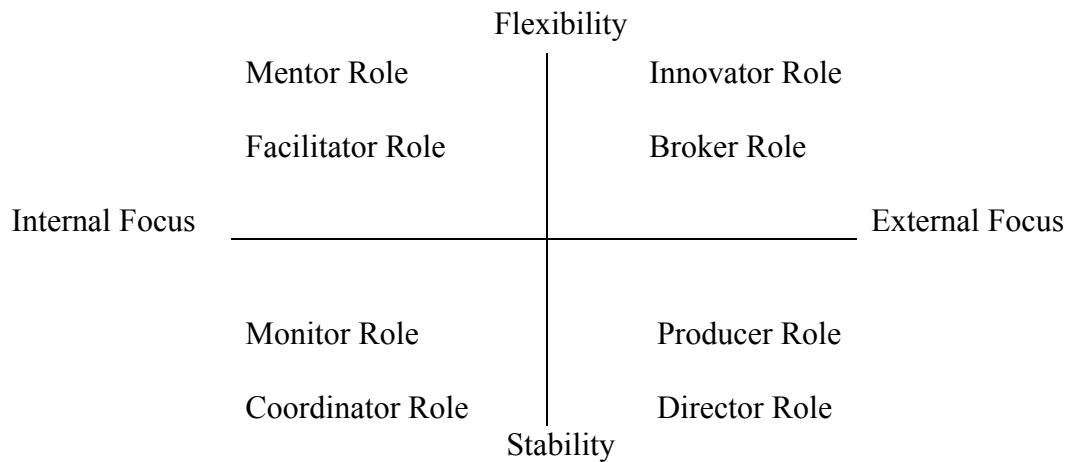 Flexibility
Mentor Role Innovator Role
Facilitator Role Broker Role
Internal Focus External Focus
Monitor Role Producer Role
Coordinator Role Director Role
Stability